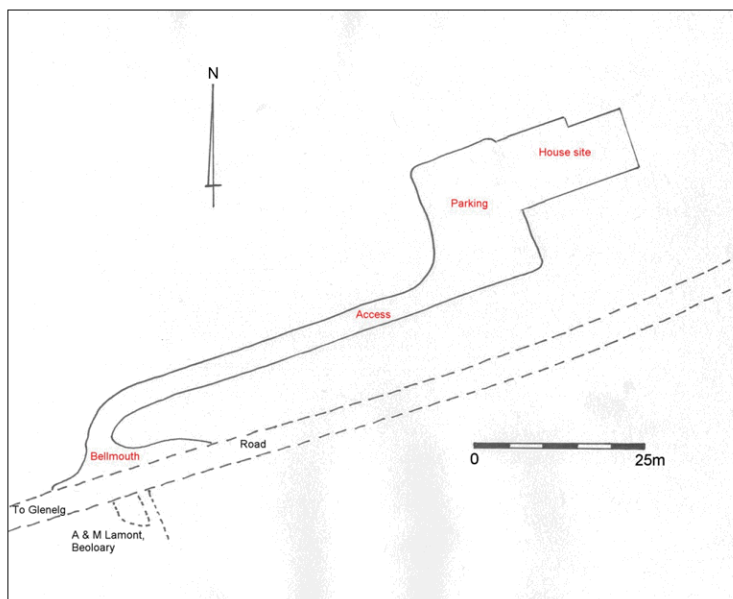 N
House site
Parking
Access
Road
Bellmouth
0
25m
To Glenelg
A & M Lamont,
Beoloary